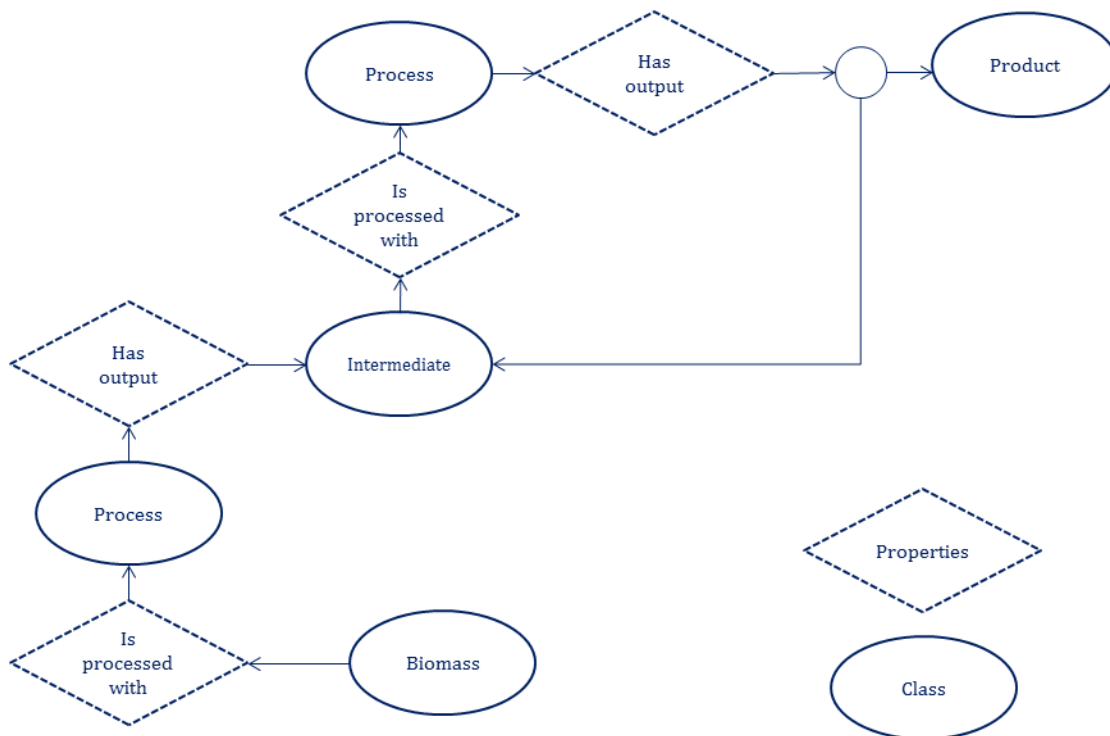 Process
Has
output
Product
Is
processed
with
Has
output
Intermediate
Process
Properties
Is
processed
with
Biomass
Class